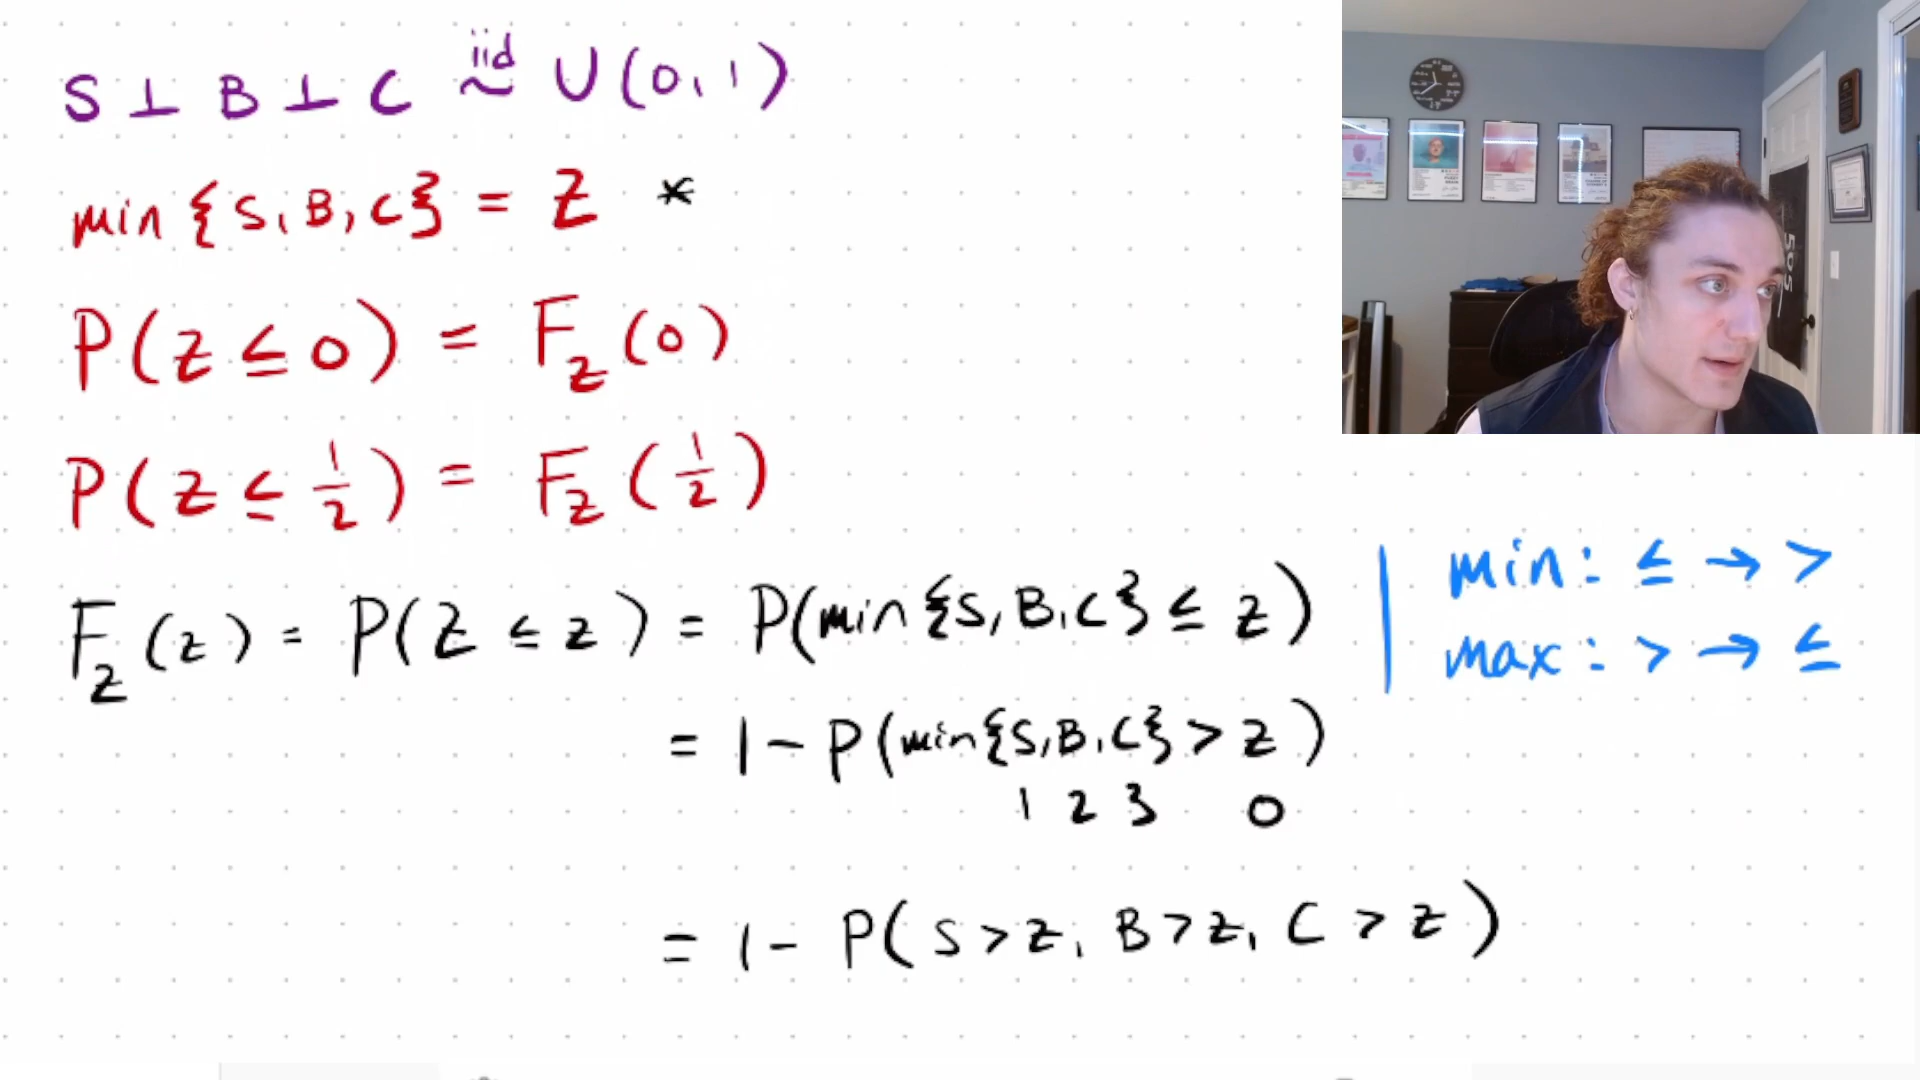 S ⊥ B ⊥ C iid ~ U(0,1)
min{S,B,C} = Z *
P(Z ≤ 0) = F_Z(0)
P(Z ≤ 1/2) = F_Z(1/2)
F_Z(z) = P(Z ≤ z) = P(min{S,B,C} ≤ z)
= 1 - P(min{S,B,C} > z)
1 2 3 0
= 1 - P(S > z, B > z, C > z)
min: ≤ → >
max: > → ≤